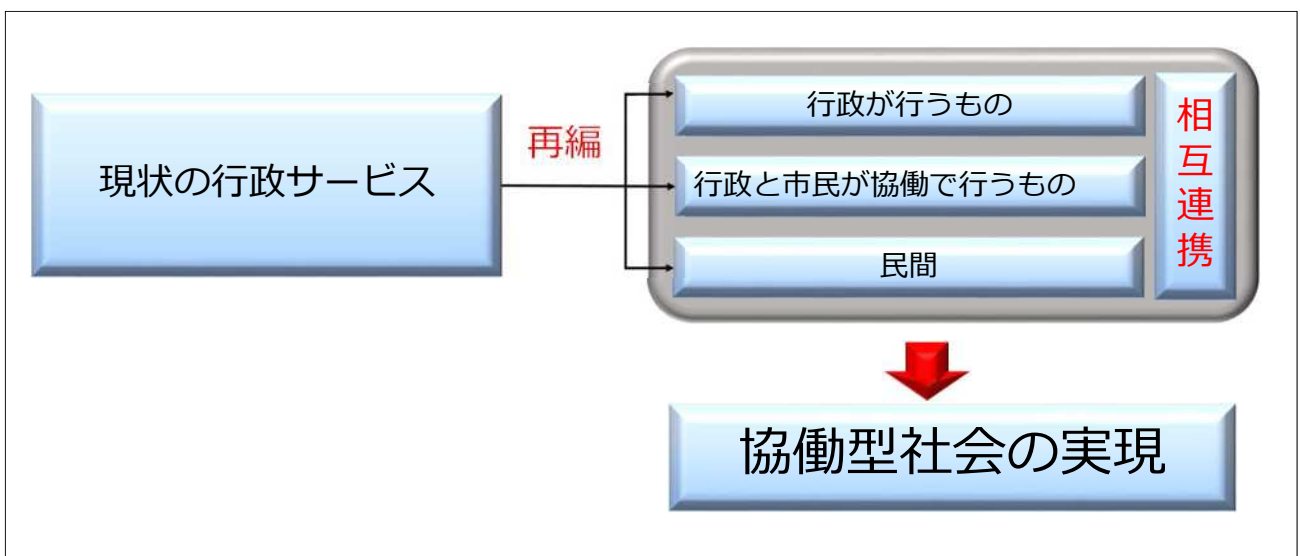 現状の行政サービス
再編
行政が行うもの
行政と市民が協働で行うもの
民間
相互連携
協働型社会の実現